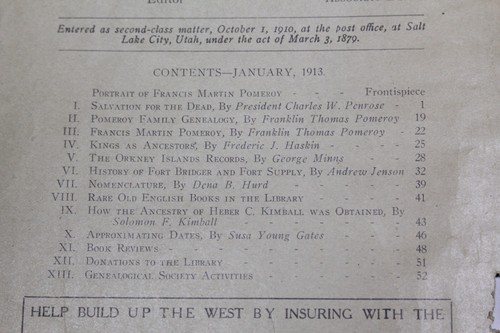 Editor
Entered as second-class matter, October 1, 1910, at the post office, at Salt
Lake City, Utah, under the act of March 3, 1879.
CONTENTS—JANUARY, 1913.
PORTRAIT OF FRANCIS MARTIN POMEROY - - Frontispiece
I. SALVATION FOR THE DEAD, By President Charles W. Penrose - 1
II. POMEROY FAMILY GENEALOGY, By Franklin Thomas Pomeroy 19
III. FRANCIS MARTIN POMEROY, By Franklin Thomas Pomeroy - 22
IV. KINGS AS ANCESTORS, By Frederic J. Haskin - - 25
V. THE ORKNEY ISLANDS RECORDS, By George Minns - - 28
VI. HISTORY OF FORT BRIDGER AND FORT SUPPLY, By Andrew Jenson 32
VII. NOMENCLATURE, By Dena B. Hurd - - - 39
VIII. RARE OLD ENGLISH BOOKS IN THE LIBRARY - - 41
IX. HOW THE ANCESTRY OF HEBER C. KIMBALL WAS OBTAINED, By
Solomon F. Kimball - - - - 43
X. APPROXIMATING DATES, By Susa Young Gates - - 46
XI. BOOK REVIEWS - - - - - 48
XII. DONATIONS TO THE LIBRARY - - - 51
XIII. GENEALOGICAL SOCIETY ACTIVITIES - - - 52
HELP BUILD UP THE WEST BY INSURING WITH THE